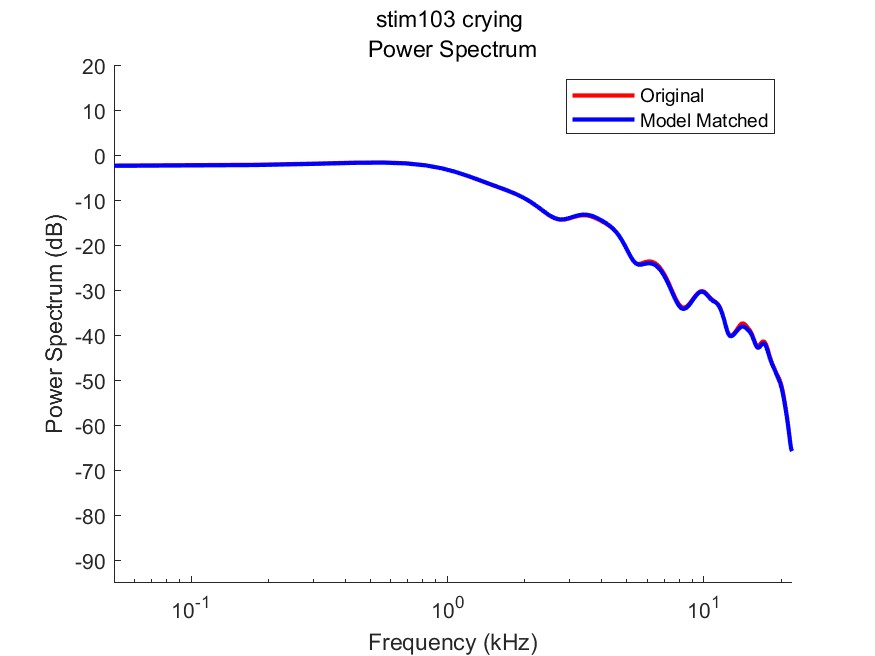 stim103 crying
Power Spectrum
20
10
0
-10
-20
-30
-40
-50
-60
-70
-80
-90
Power Spectrum (dB)
Original
Model Matched
10^-1
10^0
10^1
Frequency (kHz)